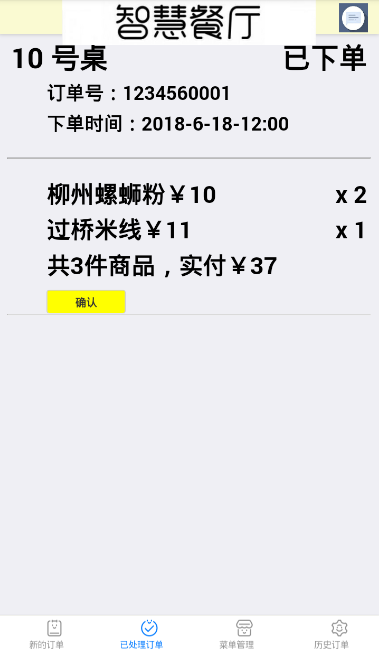 智慧餐厅
10 号桌 已下单
订单号：1234560001
下单时间：2018-6-18-12:00
柳州螺蛳粉￥10 x 2
过桥米线￥11 x 1
共3件商品，实付￥37
确认
新的订单 已处理订单 菜单管理 历史订单